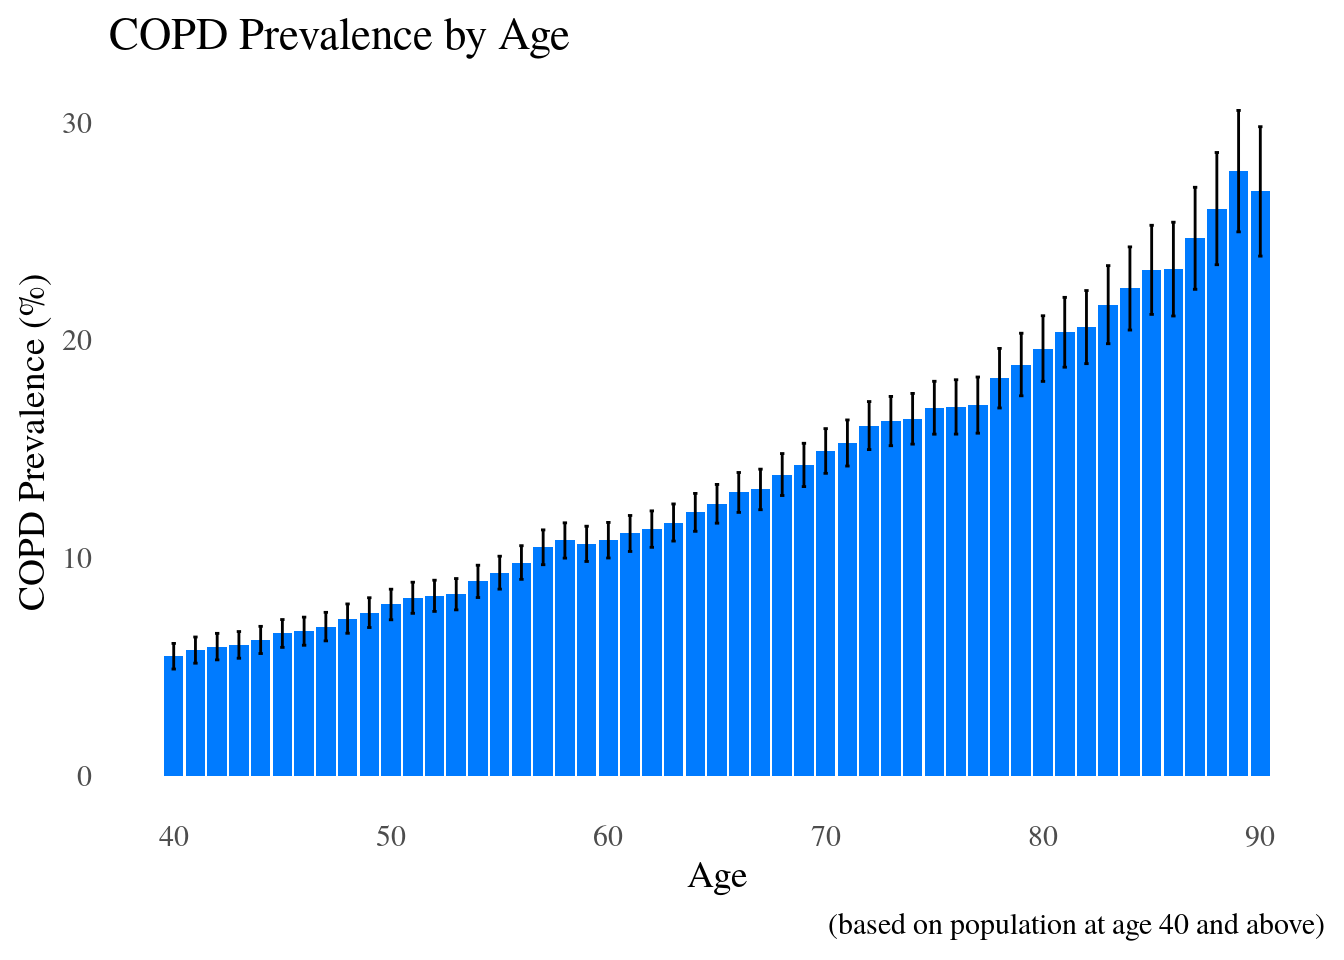 COPD Prevalence by Age
COPD Prevalence (%)
30
20
10
0
40 50 60 70 80 90
Age
(based on population at age 40 and above)